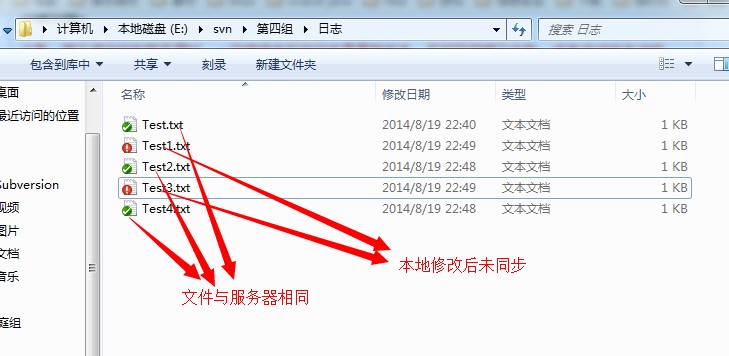 计算机 ▸ 本地磁盘 (E:) ▸ svn ▸ 第四组 ▸ 日志
搜索 日志
包含到库中 共享 刻录 新建文件夹
桌面
最近访问的位置
Subversion
视频
图片
文档
音乐
庭组
名称 修改日期 类型 大小
Test.txt 2014/8/19 22:40 文本文档 1 KB
Test1.txt 2014/8/19 22:49 文本文档 1 KB
Test2.txt 2014/8/19 22:48 文本文档 1 KB
Test3.txt 2014/8/19 22:49 文本文档 1 KB
Test4.txt 2014/8/19 22:48 文本文档 1 KB
本地修改后未同步
文件与服务器相同